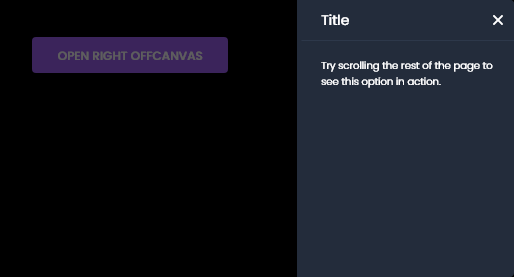 Title
OPEN RIGHT OFFCANVAS
Try scrolling the rest of the page to
see this option in action.